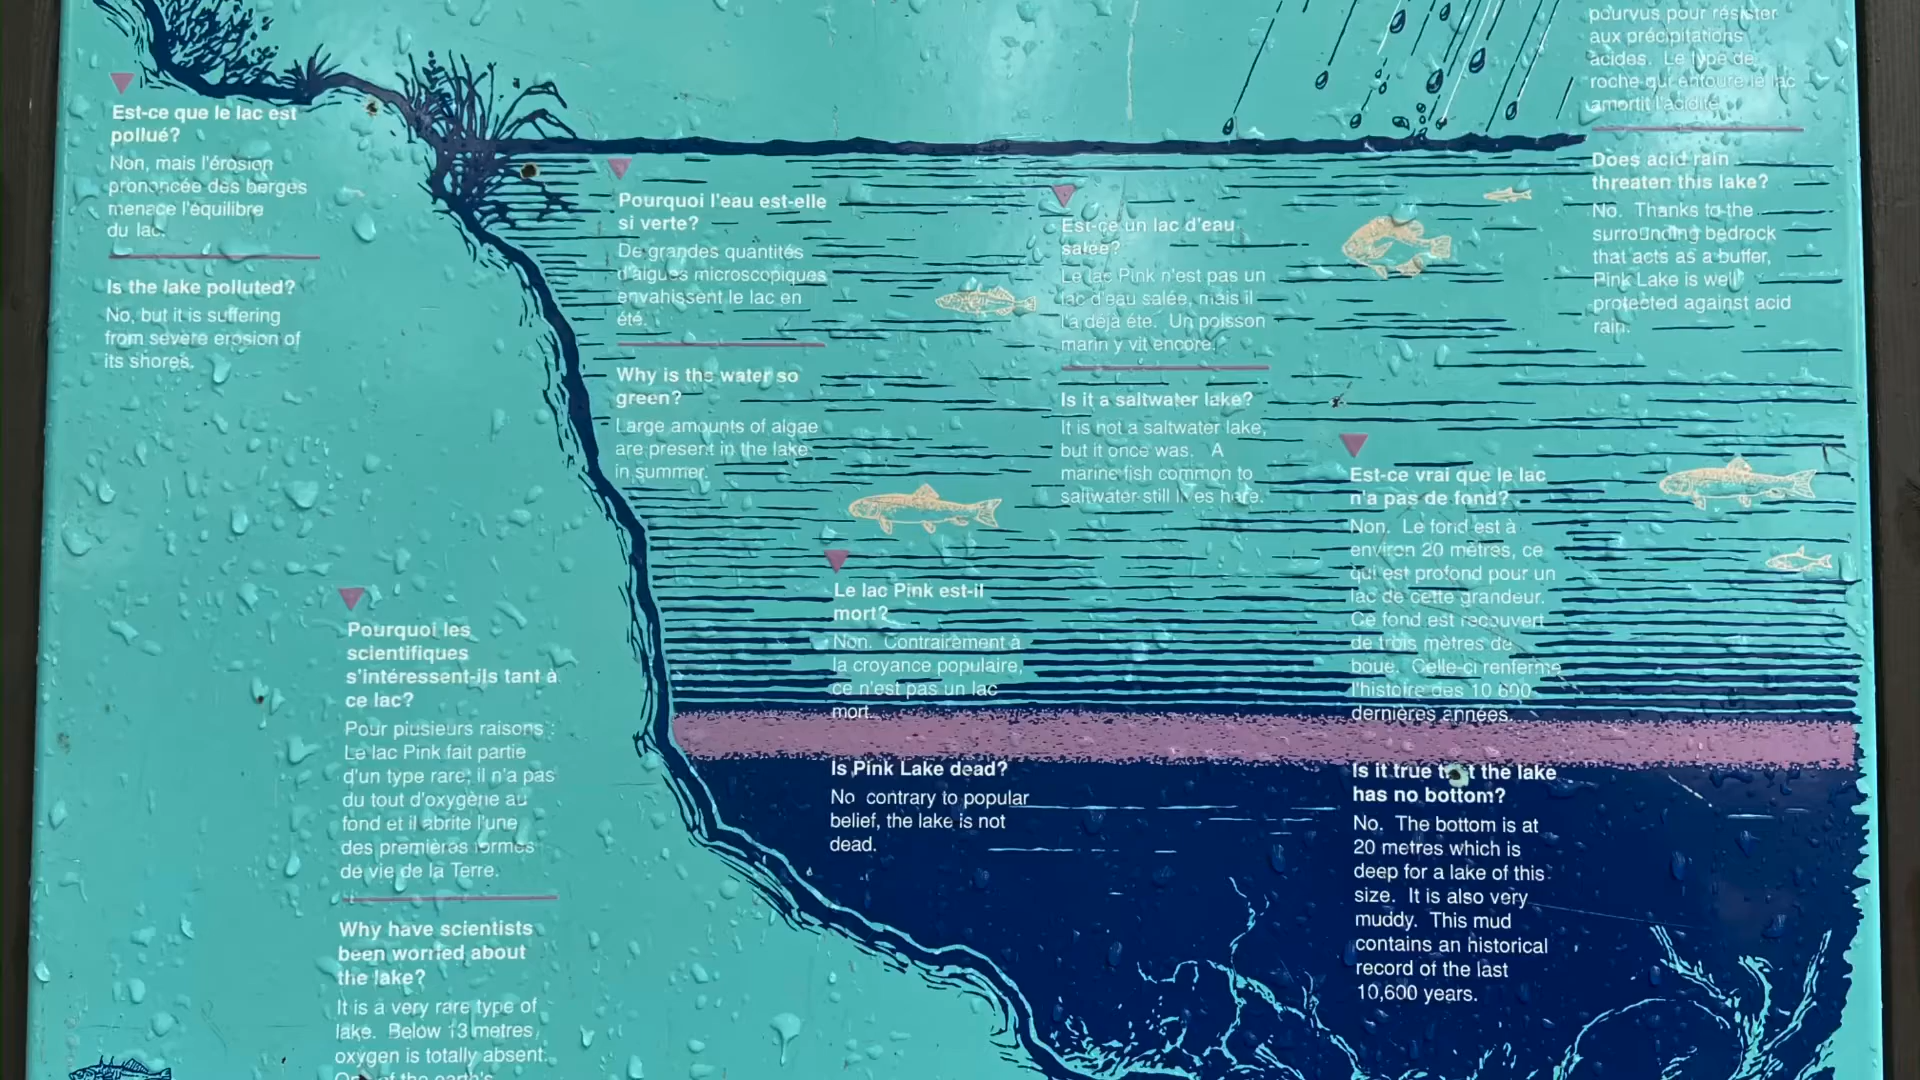 Est-ce que le lac est
pollué?
Non, mais l'érosion
prononcée des berges
menace l'équilibre
du lac.
Is the lake polluted?
No, but it is suffering
from severe erosion of
its shores.
Pourquoi les
scientifiques
s'intéressent-ils tant à
ce lac?
Pour plusieurs raisons :
Le lac Pink fait partie
d'un type rare; il n'a pas
du tout d'oxygène au
fond et il abrite l'une
des premières formes
de vie de la Terre.
Why have scientists
been worried about
the lake?
It is a very rare type of
lake. Below 13 metres,
oxygen is totally absent.
One of the earth's
Pourquoi l'eau est-elle
si verte?
De grandes quantités
d'algues microscopiques
envahissent le lac en
été.
Why is the water so
green?
Large amounts of algae
are present in the lake
in summer.
Le lac Pink est-il
mort?
Non. Contrairement à
la croyance populaire,
ce n'est pas un lac
mort.
Is Pink Lake dead?
No contrary to popular
belief, the lake is not
dead.
Est-ce un lac d'eau
salée?
Le lac Pink n'est pas un
lac d'eau salée, mais il
l'a déjà été. Un poisson
marin y vit encore.
Is it a saltwater lake?
It is not a saltwater lake,
but it once was. A
marine fish common to
saltwater still lives here.
Est-ce vrai que le lac
n'a pas de fond?
Non. Le fond est à
environ 20 mètres, ce
qui est profond pour un
lac de cette grandeur.
Ce fond est recouvert
de trois mètres de
boue. Celle-ci renferme
l'histoire des 10 600
dernières années.
Is it true that the lake
has no bottom?
No. The bottom is at
20 metres which is
deep for a lake of this
size. It is also very
muddy. This mud
contains an historical
record of the last
10,600 years.
pourvus pour résister
aux précipitations
acides. Le type de
roche qui entoure le lac
amortit l'acidité.
Does acid rain
threaten this lake?
No. Thanks to the
surrounding bedrock
that acts as a buffer,
Pink Lake is well
protected against acid
rain.